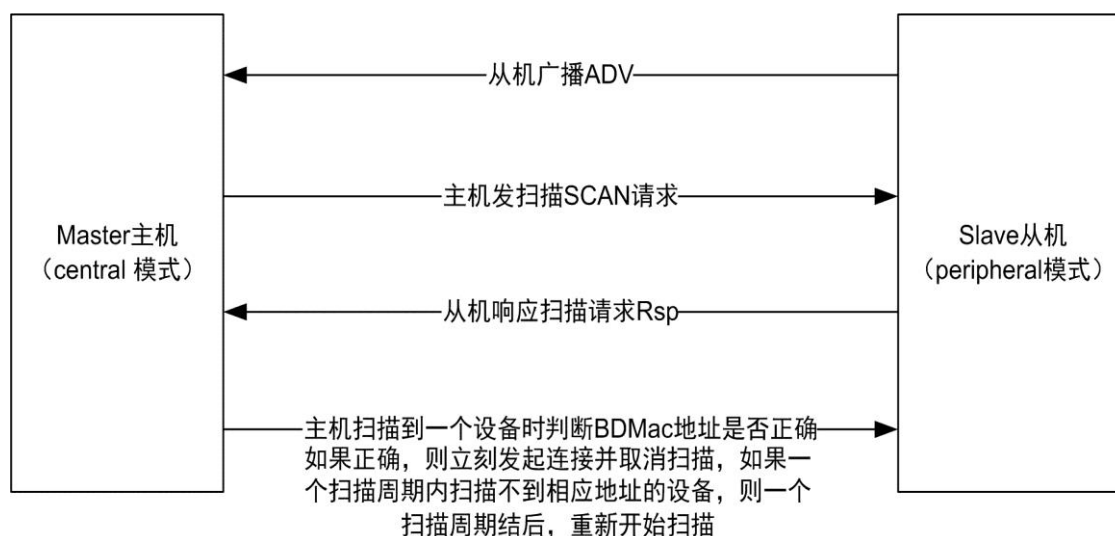 从机广播ADV
主机发扫描SCAN请求
Master主机
（central 模式）
Slave从机
（peripheral模式）
从机响应扫描请求Rsp
主机扫描到一个设备时判断BDMac地址是否正确
如果正确，则立刻发起连接并取消扫描，如果一
个扫描周期内扫描不到相应地址的设备，则一个
扫描周期结后，重新开始扫描